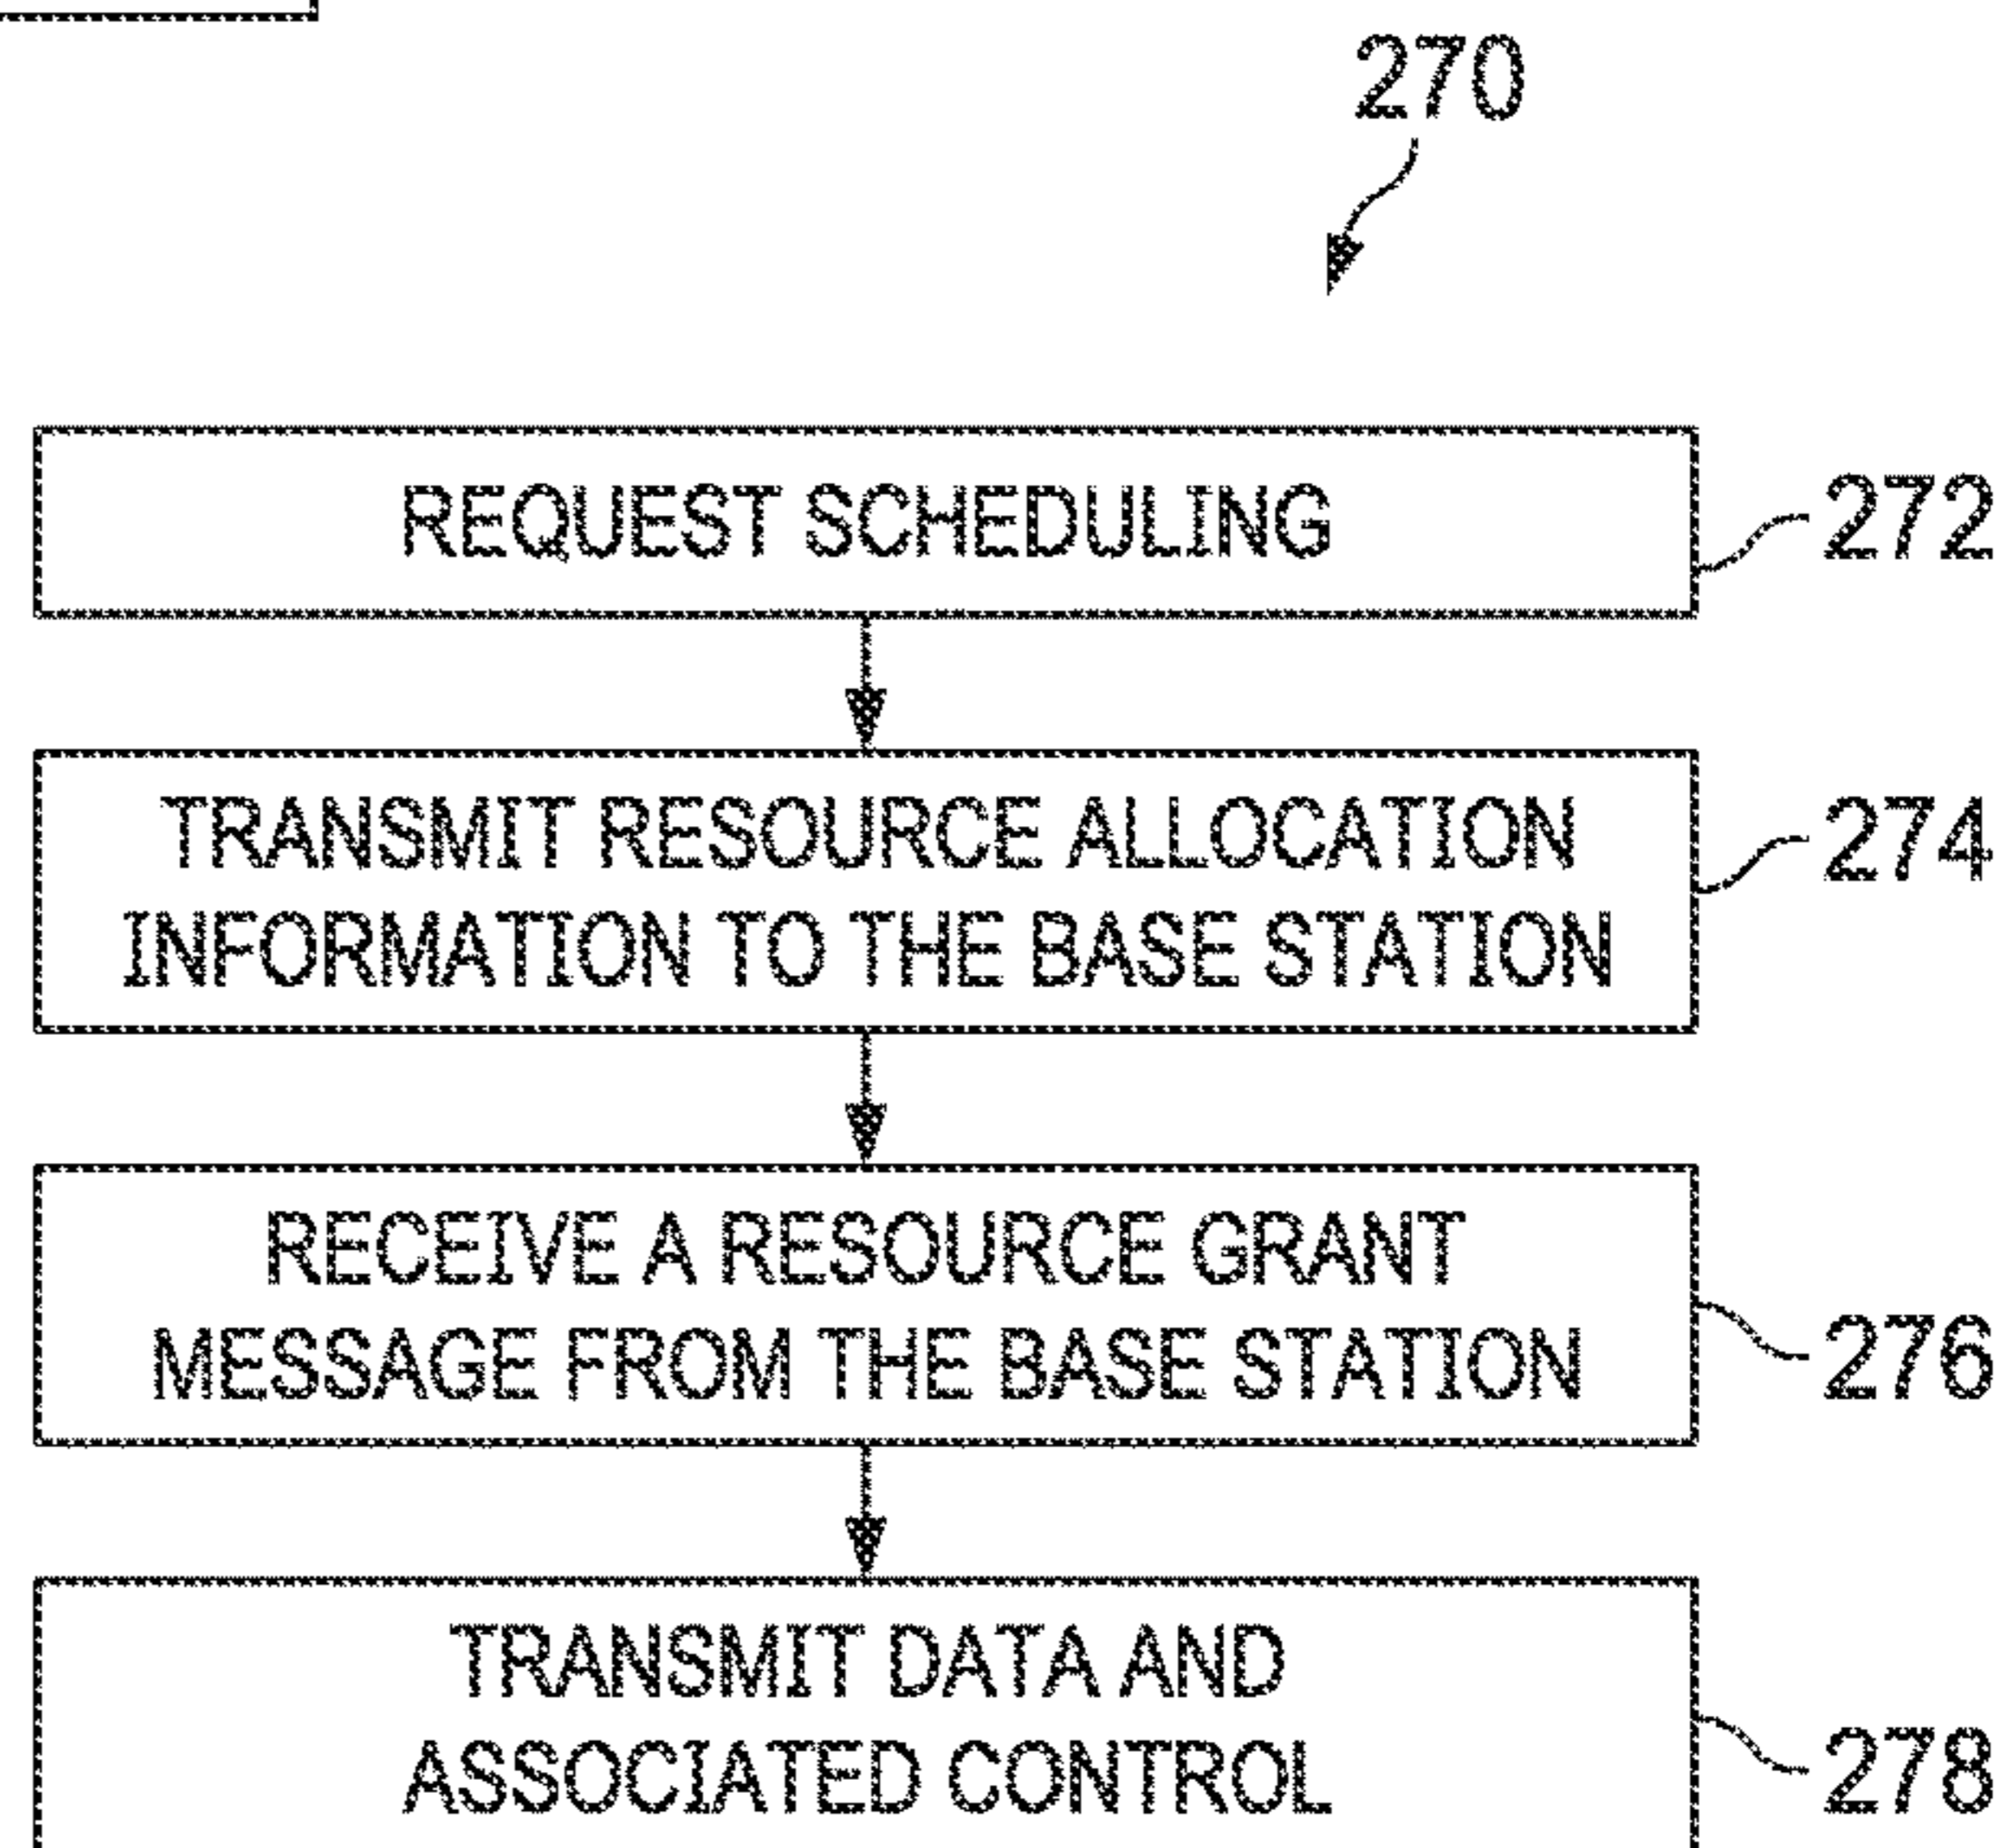 270
REQUEST SCHEDULING
272
TRANSMIT RESOURCE ALLOCATION
INFORMATION TO THE BASE STATION
274
RECEIVE A RESOURCE GRANT
MESSAGE FROM THE BASE STATION
276
TRANSMIT DATA AND
ASSOCIATED CONTROL
278